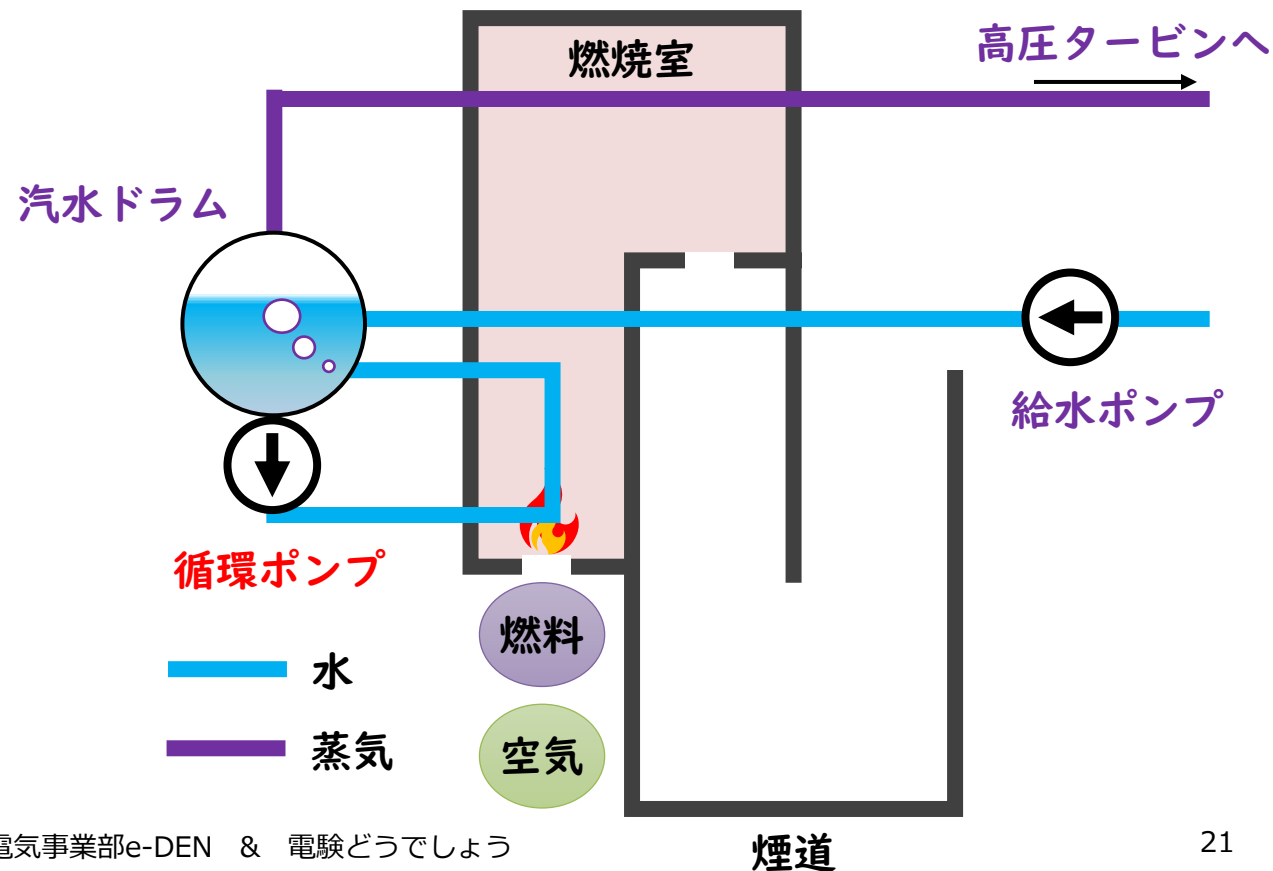 燃焼室
高圧タービンへ
汽水ドラム
給水ポンプ
循環ポンプ
燃料
水
蒸気
空気
電気事業部e-DEN & 電験どうでしょう
煙道
21